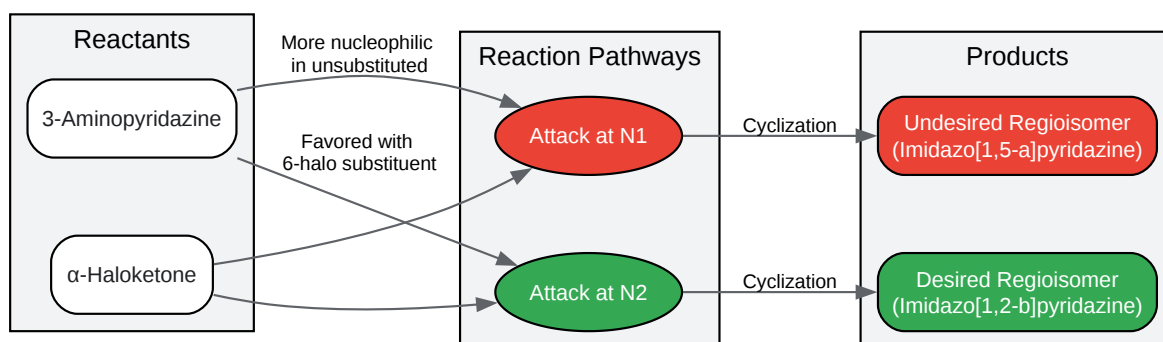 Reactants
3-Aminopyridazine
α-Haloketone
More nucleophilic
in unsubstituted
Favored with
6-halo substituent
Reaction Pathways
Attack at N1
Attack at N2
Cyclization
Cyclization
Products
Undesired Regioisomer
(Imidazo[1,5-a]pyridazine)
Desired Regioisomer
(Imidazo[1,2-b]pyridazine)